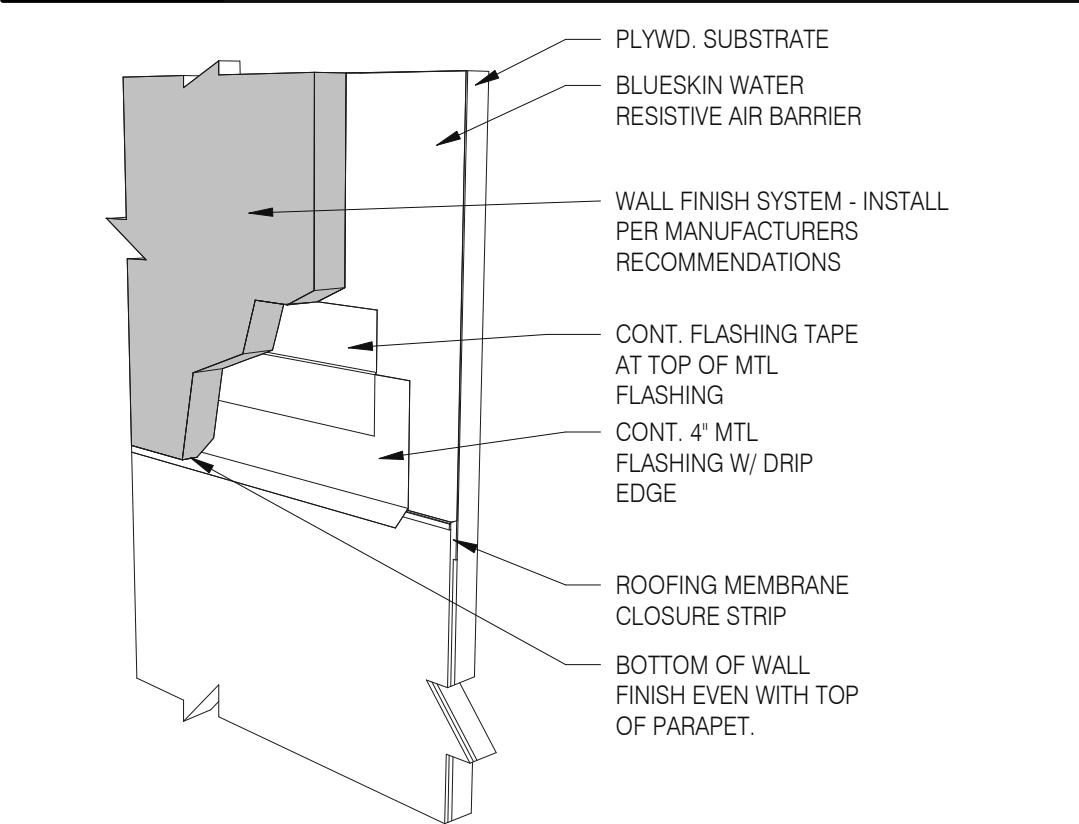 PLYWD. SUBSTRATE
BLUESKIN WATER
RESISTIVE AIR BARRIER
WALL FINISH SYSTEM - INSTALL
PER MANUFACTURERS
RECOMMENDATIONS
CONT. FLASHING TAPE
AT TOP OF MTL
FLASHING
CONT. 4" MTL
FLASHING W/ DRIP
EDGE
ROOFING MEMBRANE
CLOSURE STRIP
BOTTOM OF WALL
FINISH EVEN WITH TOP
OF PARAPET.